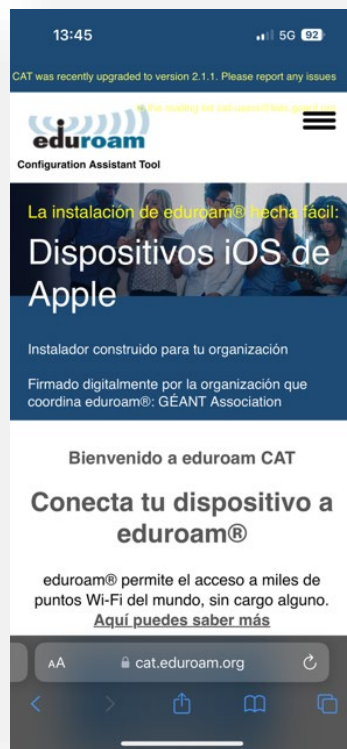 13:45
5G 92
CAT was recently upgraded to version 2.1.1. Please report any issues
eduroam
Configuration Assistant Tool
La instalación de eduroam® hecha fácil:
Dispositivos iOS de
Apple
Instalador construido para tu organización
Firmado digitalmente por la organización que
coordina eduroam®: GÉANT Association
Bienvenido a eduroam CAT
Conecta tu dispositivo a
eduroam®
eduroam® permite el acceso a miles de
puntos Wi-Fi del mundo, sin cargo alguno.
Aquí puedes saber más
AA
cat.eduroam.org